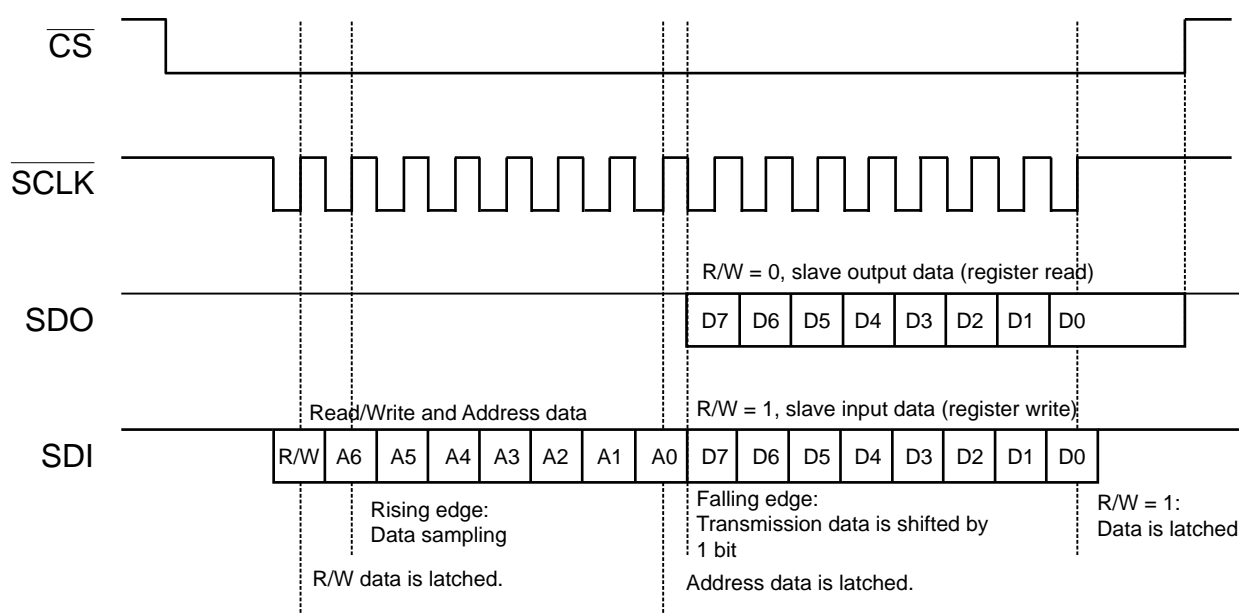 CS
SCLK
R/W = 0, slave output data (register read)
SDO
D7 D6 D5 D4 D3 D2 D1 D0
Read/Write and Address data
R/W = 1, slave input data (register write)
SDI
R/W A6 A5 A4 A3 A2 A1 A0 D7 D6 D5 D4 D3 D2 D1 D0
Rising edge:
Data sampling
Falling edge:
Transmission data is shifted by
1 bit
R/W = 1:
Data is latched
R/W data is latched.
Address data is latched.